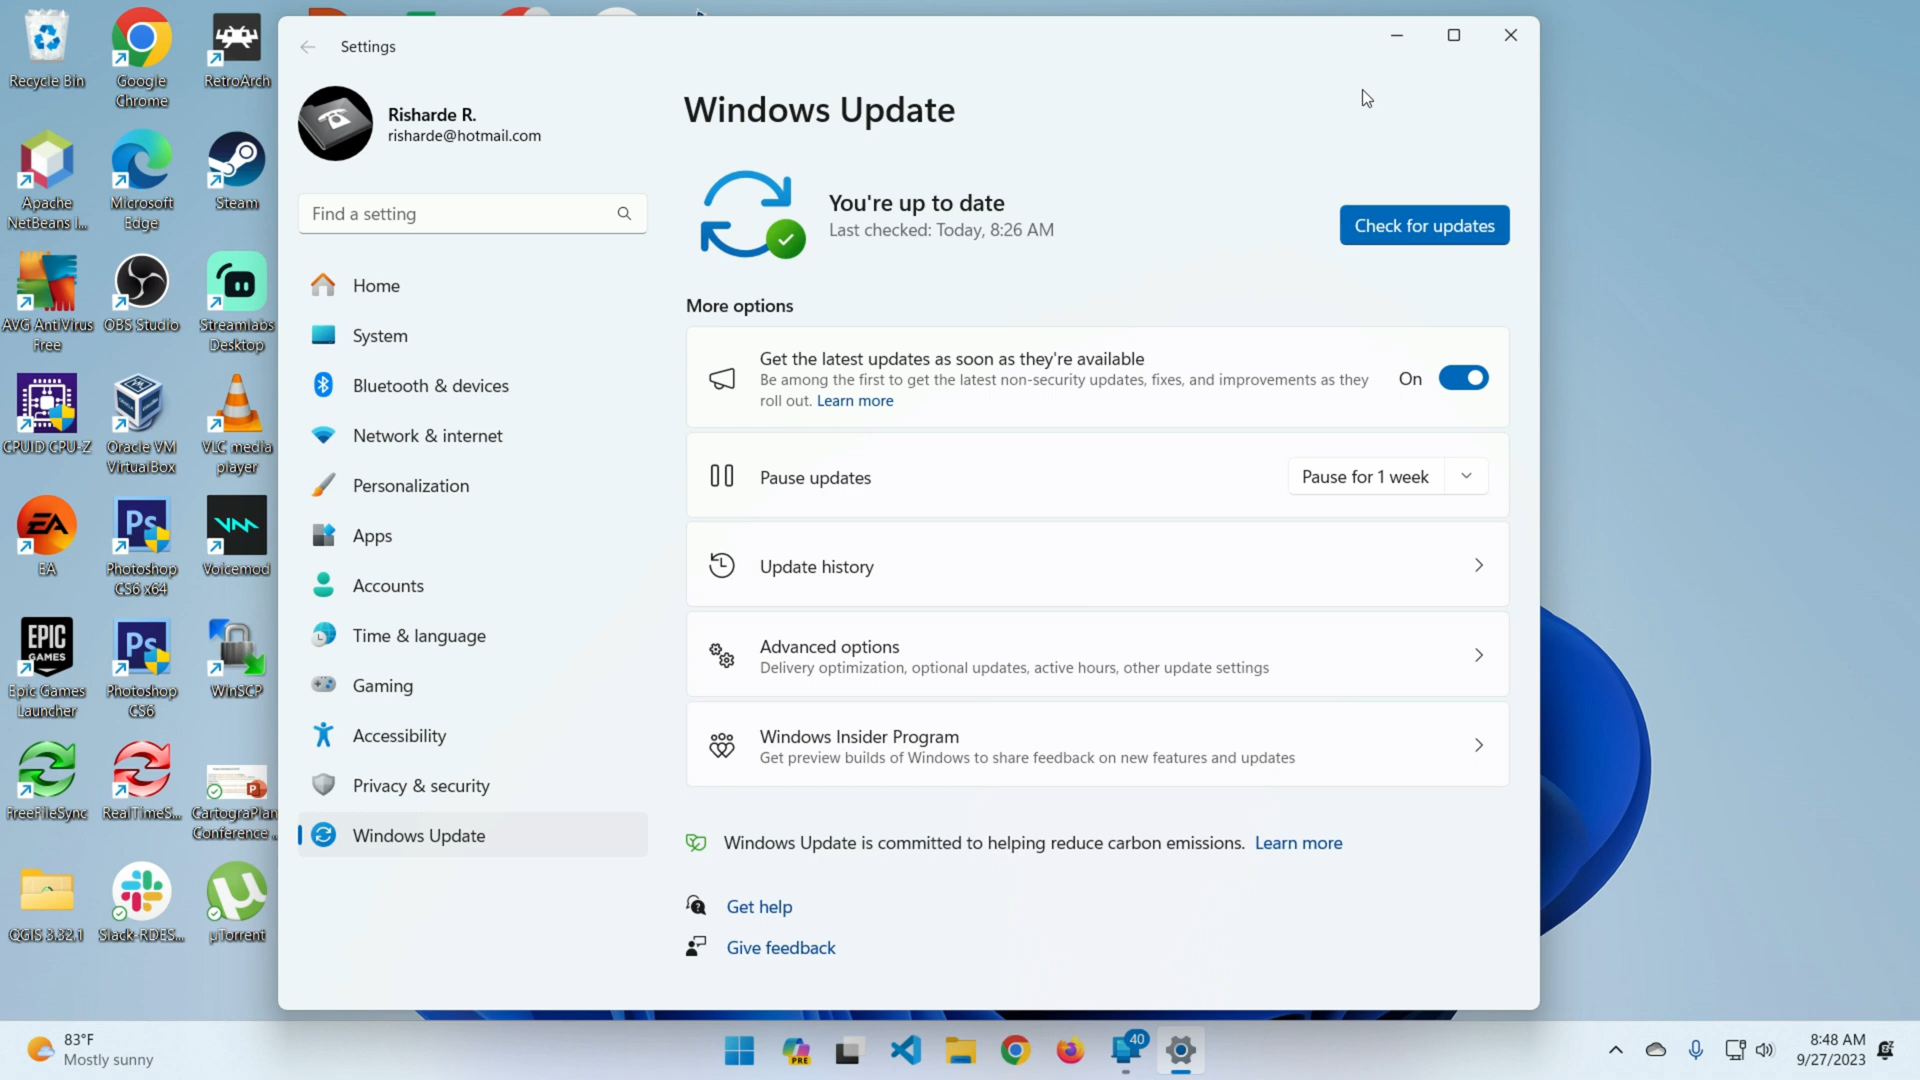 Recycle Bin
Google
Chrome
RetroArch
Apache
NetBeans I...
Microsoft
Edge
Steam
AVG AntiVirus
Free
OBS Studio
Streamlabs
Desktop
CPUID CPU-Z
Oracle VM
VirtualBox
VLC media
player
EA
EA
Ps
Photoshop
CS6 x64
Voicemod
EPIC
GAMES
Epic Games
Launcher
Ps
Photoshop
CS6
WinSCP
FreeFileSync
RealTimeS...
CartograPlan
Conference ...
QGIS 3.32.1
Slack-RDES...
µTorrent
Settings
Risharde R.
risharde@hotmail.com
Find a setting
Home
System
Bluetooth & devices
Network & internet
Personalization
Apps
Accounts
Time & language
Gaming
Accessibility
Privacy & security
Windows Update
Windows Update
You're up to date
Last checked: Today, 8:26 AM
Check for updates
More options
Get the latest updates as soon as they're available
Be among the first to get the latest non-security updates, fixes, and improvements as they
roll out. Learn more
On
Pause updates
Pause for 1 week
Update history
Advanced options
Delivery optimization, optional updates, active hours, other update settings
Windows Insider Program
Get preview builds of Windows to share feedback on new features and updates
Windows Update is committed to helping reduce carbon emissions. Learn more
Get help
Give feedback
83°F
Mostly sunny
PRE
40
8:48 AM
9/27/2023